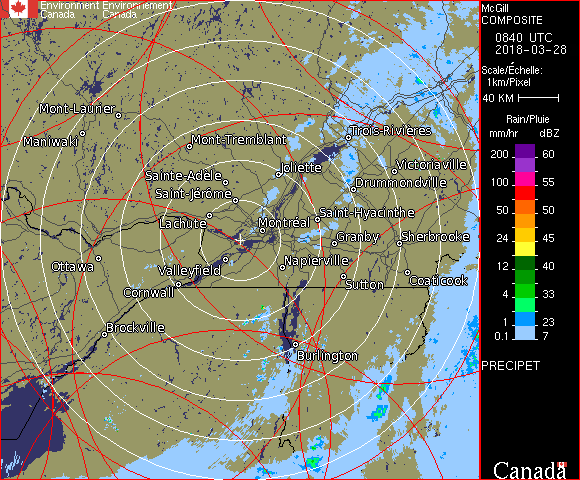 Environment Environnement
Canada Canada
McGill
COMPOSITE
0840 UTC
2018-03-28
Scale/Échelle:
1km/Pixel
40 KM
Rain/Pluie
mm/hr dBZ
200 60
150 57
100 55
50 50
24 45
12 40
4 33
1 23
0.1 7
PRECIPET
Canada
Mont-Laurier
Maniwaki
Mont-Tremblant
Trois-Rivières
Sainte-Adèle
Joliette
Victoriaville
Saint-Jérôme
Drummondville
Lachute
Montréal
Saint-Hyacinthe
Granby
Sherbrooke
Ottawa
Valleyfield
Napierville
Cornwall
Sutton
Coaticook
Brockville
Burlington